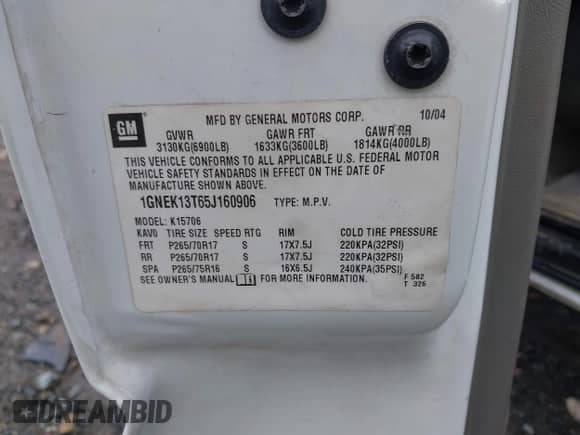 GM
MFD BY GENERAL MOTORS CORP.
10/04
GVWR GAWR FRT GAWR RR
3130KG(6900LB) 1633KG(3600LB) 1814KG(4000LB)
THIS VEHICLE CONFORMS TO ALL APPLICABLE U.S. FEDERAL MOTOR
VEHICLE SAFETY STANDARDS IN EFFECT ON THE DATE OF
MANUFACTURE SHOWN ABOVE.
1GNEK13T65J160906 TYPE: M.P.V.
MODEL: K15706
KAVO TIRE SIZE SPEED RTG RIM COLD TIRE PRESSURE
FRT P265/70R17 S 17X7.5J 220KPA(32PSI)
RR P265/70R17 S 17X7.5J 220KPA(32PSI)
SPA P265/75R16 S 16X6.5J 240KPA(35PSI)
SEE OWNER'S MANUAL FOR MORE INFORMATION.
F 582
T 326
DREAMBID